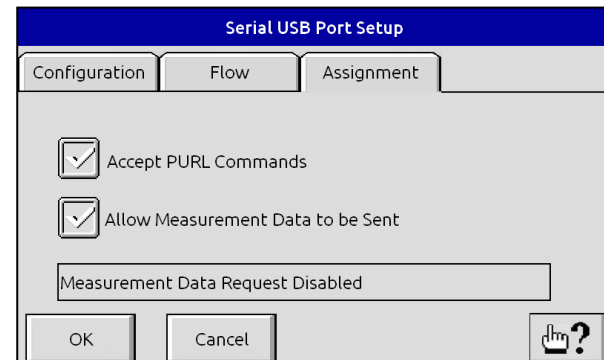 Serial USB Port Setup
Configuration Flow Assignment
Accept PURL Commands
Allow Measurement Data to be Sent
Measurement Data Request Disabled
OK Cancel ?